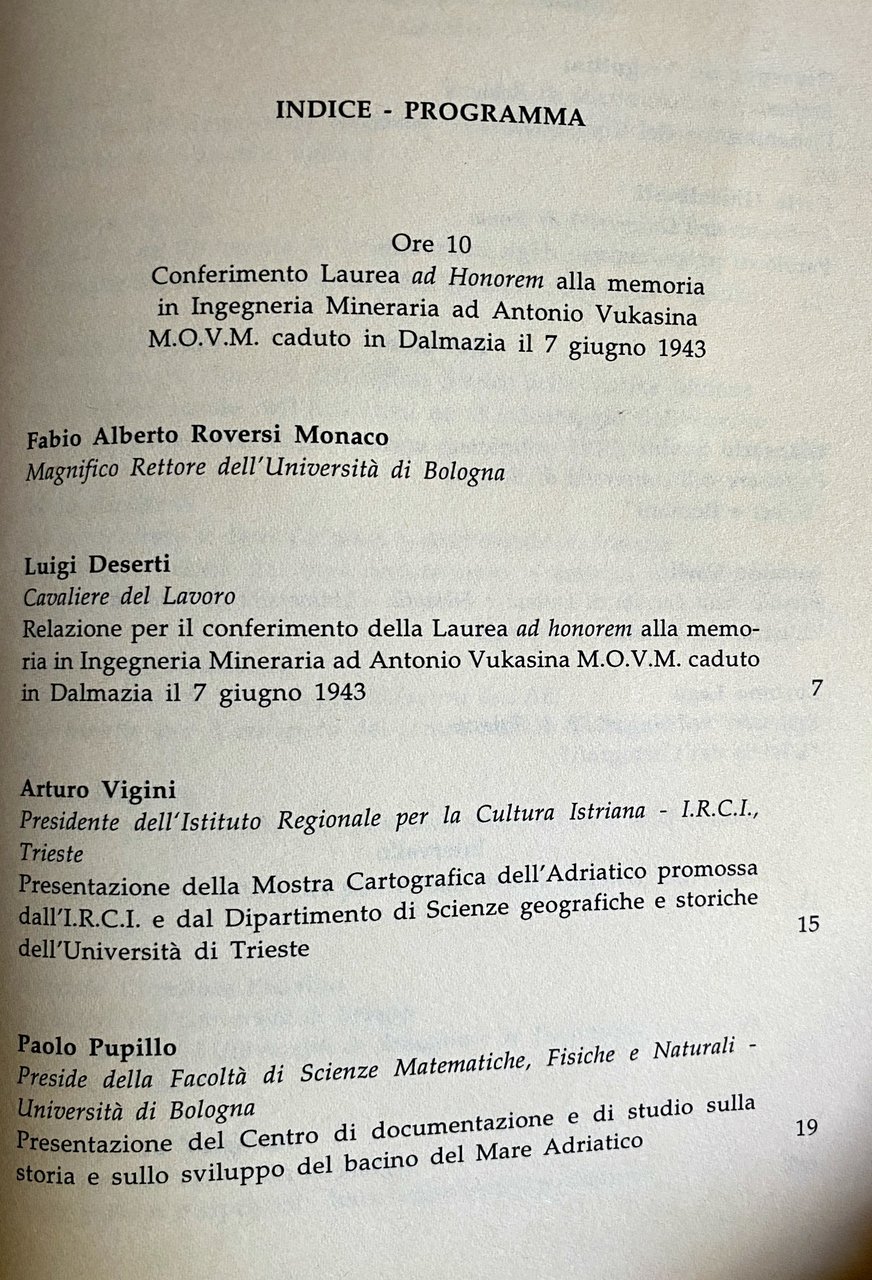 INDICE - PROGRAMMA
Ore 10
Conferimento Laurea ad Honorem alla memoria
in Ingegneria Mineraria ad Antonio Vukasina
M.O.V.M. caduto in Dalmazia il 7 giugno 1943
Fabio Alberto Roversi Monaco
Magnifico Rettore dell'Università di Bologna
Luigi Deserti
Cavaliere del Lavoro
Relazione per il conferimento della Laurea ad honorem alla memo-
ria in Ingegneria Mineraria ad Antonio Vukasina M.O.V.M. caduto
in Dalmazia il 7 giugno 1943 7
Arturo Vigini
Presidente dell'Istituto Regionale per la Cultura Istriana - I.R.C.I.,
Trieste
Presentazione della Mostra Cartografica dell'Adriatico promossa
dall'I.R.C.I. e dal Dipartimento di Scienze geografiche e storiche 15
dell'Università di Trieste
Paolo Pupillo
Preside della Facoltà di Scienze Matematiche, Fisiche e Naturali -
Università di Bologna
Presentazione del Centro di documentazione e di studio sulla 19
storia e sullo sviluppo del bacino del Mare Adriatico